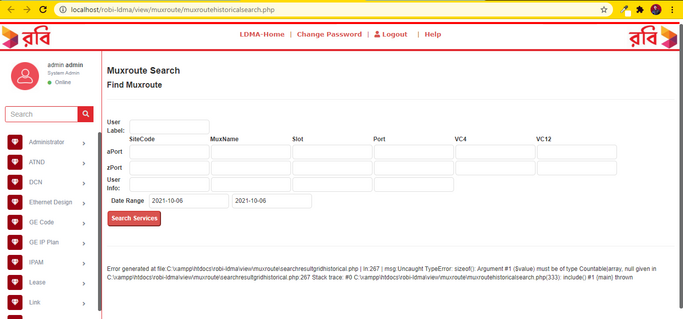 localhost/robi-ldma/view/muxroute/muxroutehistoricalsearch.php
রবি
LDMA-Home | Change Password | Logout | Help
রবি
admin admin
System Admin
Online
Search
Administrator
ATND
DCN
Ethernet Design
GE Code
GE IP Plan
IPAM
Lease
Link
Muxroute Search
Find Muxroute
User Label:
SiteCode MuxName Slot Port VC4 VC12
aPort
zPort
User Info:
Date Range 2021-10-06 2021-10-06
Search Services
Error generated at file:C:\xampp\htdocs\robi-ldma\view\muxroute\searchresultgridhistorical.php | ln:267 | msg:Uncaught TypeError: sizeof(): Argument #1 ($value) must be of type Countable|array, null given in
C:\xampp\htdocs\robi-ldma\view\muxroute\searchresultgridhistorical.php:267 Stack trace: #0 C:\xampp\htdocs\robi-ldma\view\muxroute\muxroutehistoricalsearch.php(333): include() #1 {main} thrown